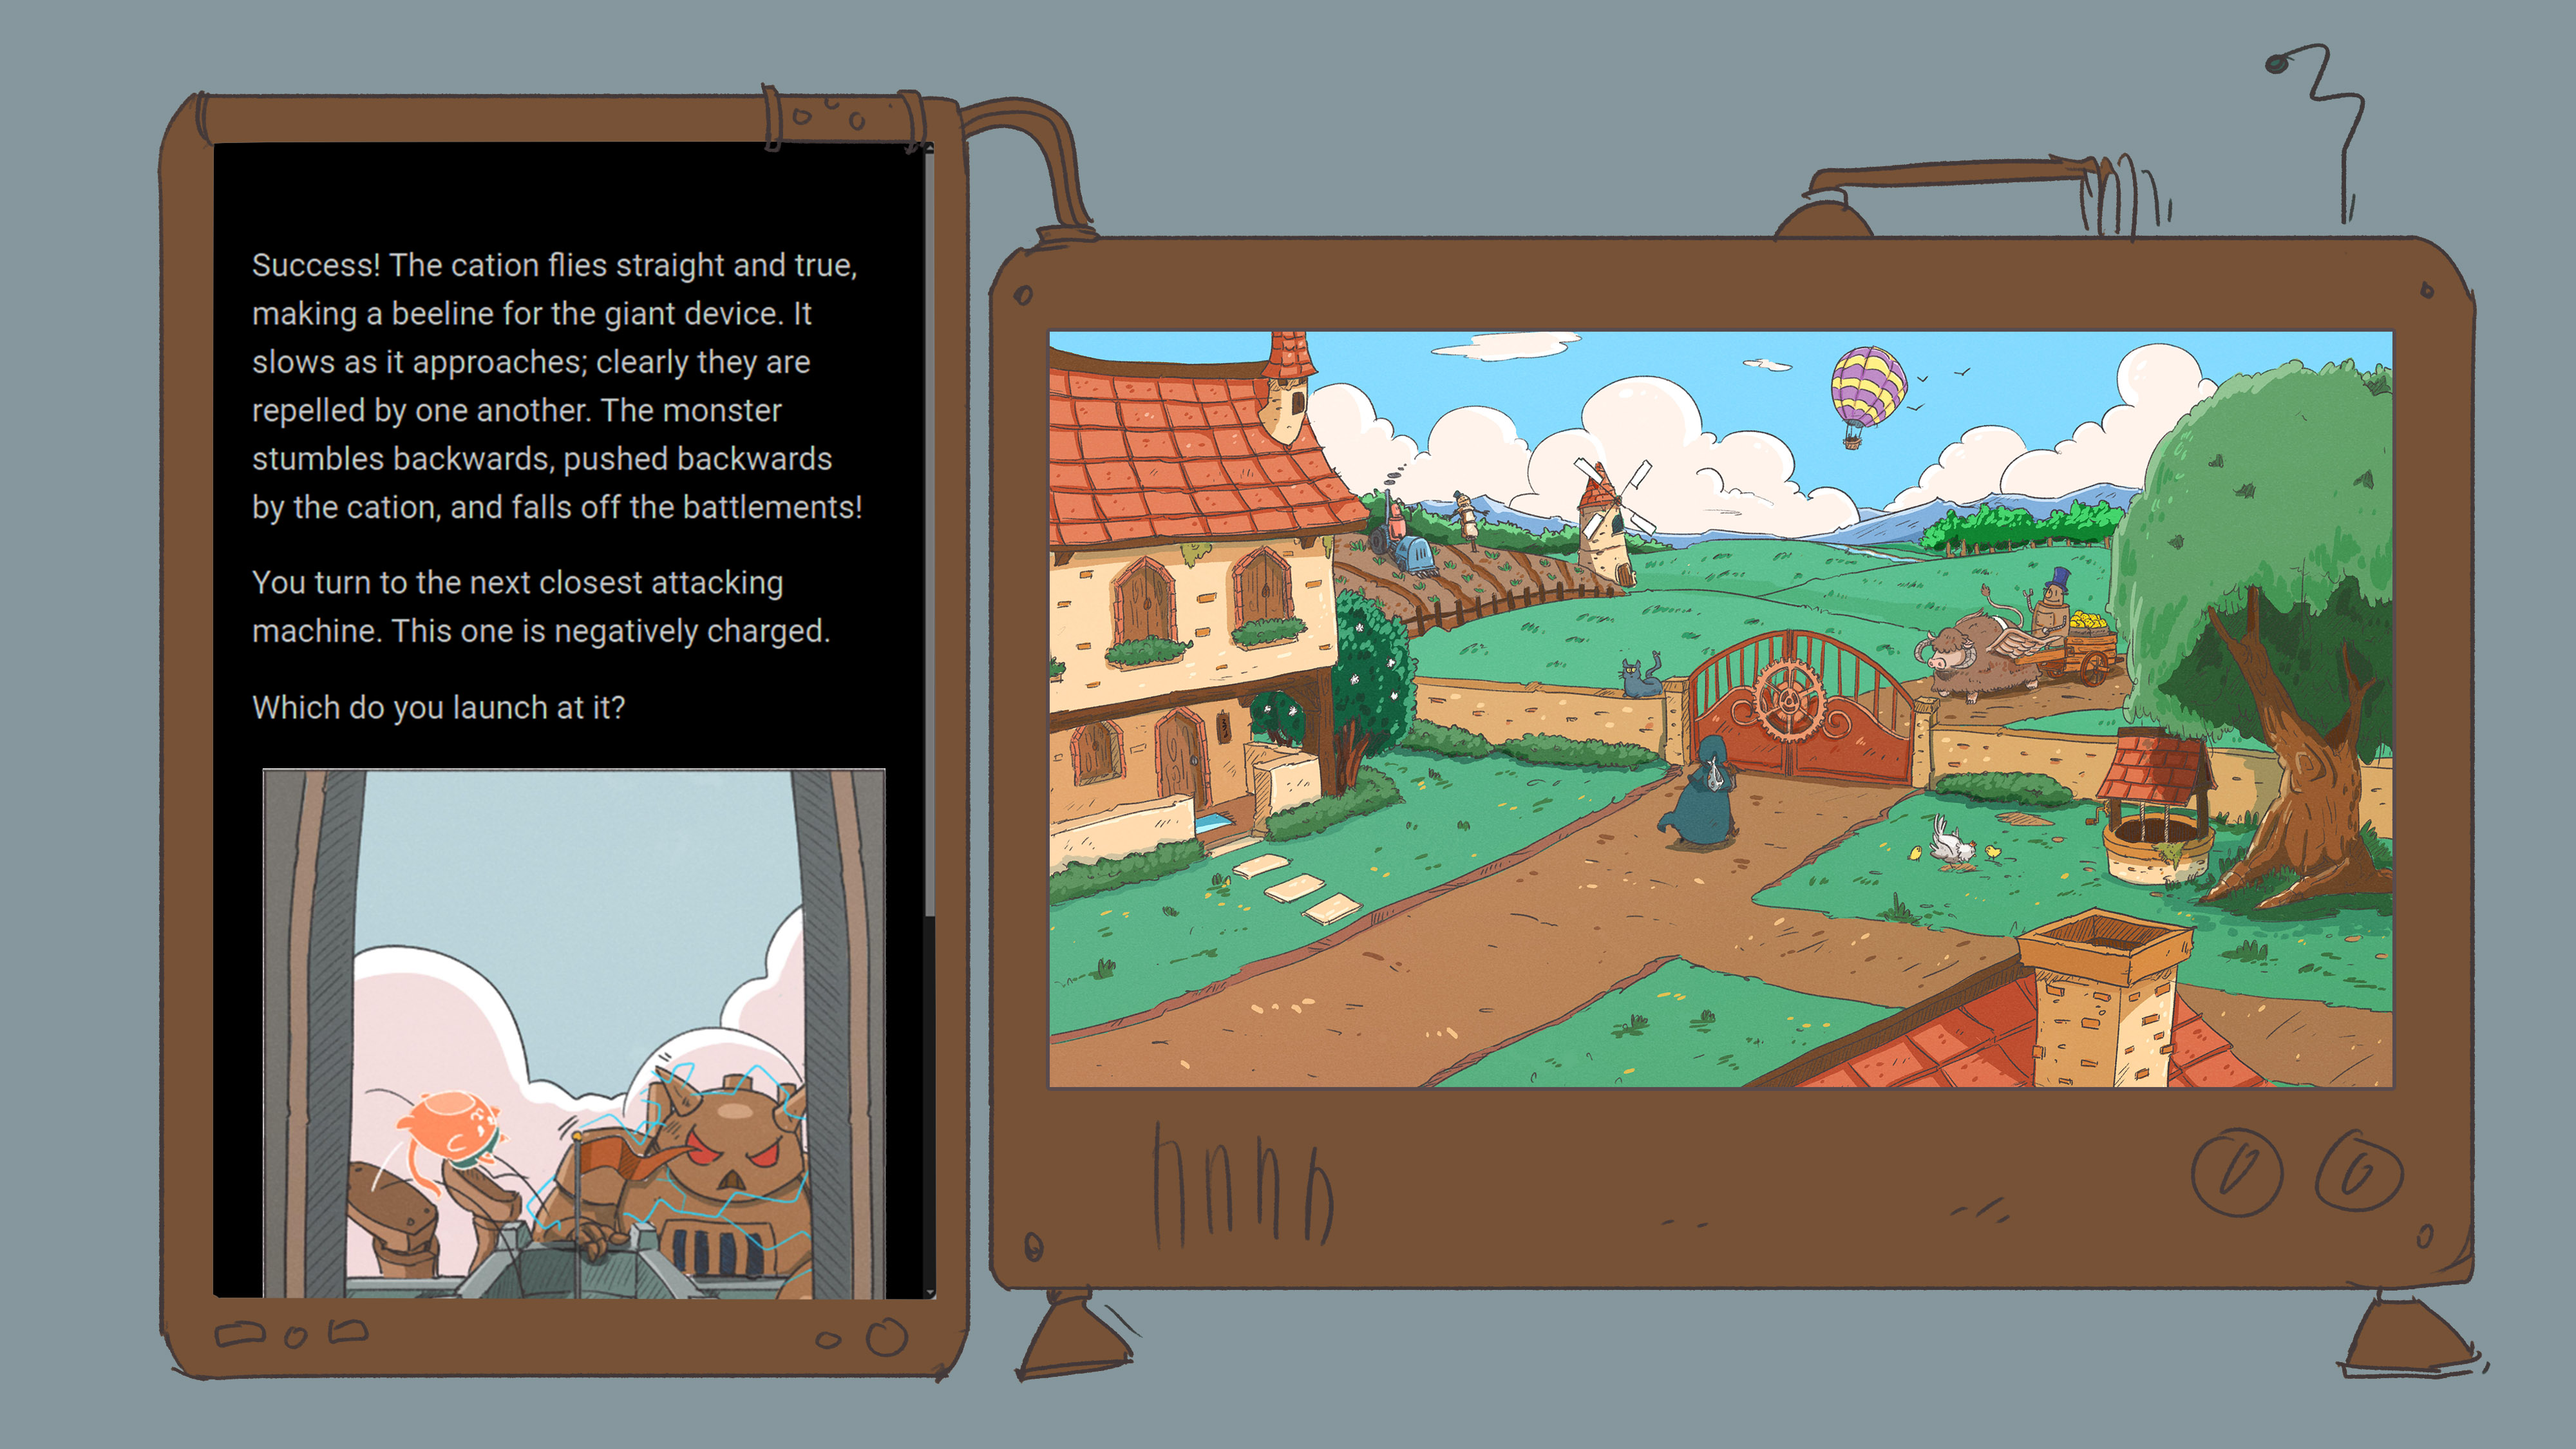 Success! The cation flies straight and true,
making a beeline for the giant device. It
slows as it approaches; clearly they are
repelled by one another. The monster
stumbles backwards, pushed backwards
by the cation, and falls off the battlements!
You turn to the next closest attacking
machine. This one is negatively charged.
Which do you launch at it?